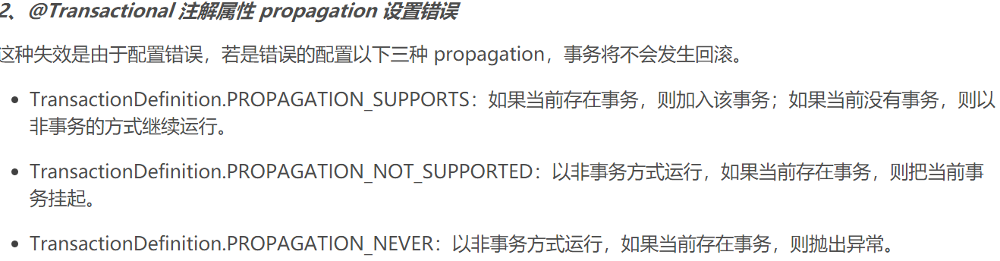 2、@Transactional 注解属性 propagation 设置错误
这种失效是由于配置错误，若是错误的配置以下三种 propagation，事务将不会发生回滚。
• TransactionDefinition.PROPAGATION_SUPPORTS：如果当前存在事务，则加入该事务；如果当前没有事务，则以
非事务的方式继续运行。
• TransactionDefinition.PROPAGATION_NOT_SUPPORTED：以非事务方式运行，如果当前存在事务，则把当前事
务挂起。
• TransactionDefinition.PROPAGATION_NEVER：以非事务方式运行，如果当前存在事务，则抛出异常。